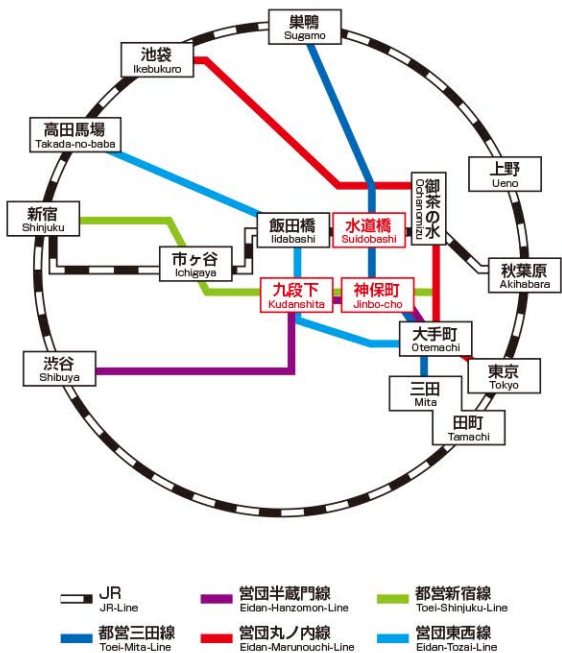 巣鴨
Sugamo
池袋
Ikebukuro
高田馬場
Takada-no-baba
上野
Ueno
御茶の水
Ochanomizu
新宿
Shinjuku
飯田橋
Iidabashi
水道橋
Suidobashi
市ヶ谷
Ichigaya
秋葉原
Akihabara
九段下
Kudanshita
神保町
Jinbo-cho
大手町
Otemachi
渋谷
Shibuya
東京
Tokyo
三田
Mita
田町
Tamachi
JR
JR-Line
営団半蔵門線
Eidan-Hanzomon-Line
都営新宿線
Toei-Shinjuku-Line
都営三田線
Toei-Mita-Line
営団丸ノ内線
Eidan-Marunouchi-Line
営団東西線
Eidan-Tozai-Line